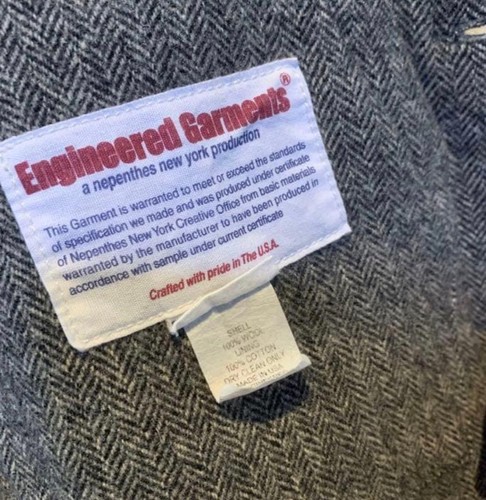 Engineered Garments®
a nepenthes new york production
This Garment is warranted to meet or exceed the standards
of specification we made and was produced under certificate
of Nepenthes New York Creative Office from basic materials
warranted by the manufacturer to have been produced in
accordance with sample under current certificate
Crafted with pride in The U.S.A.
SHELL
100% WOOL
LINING
100% COTTON
DRY CLEAN ONLY
MADE IN USA